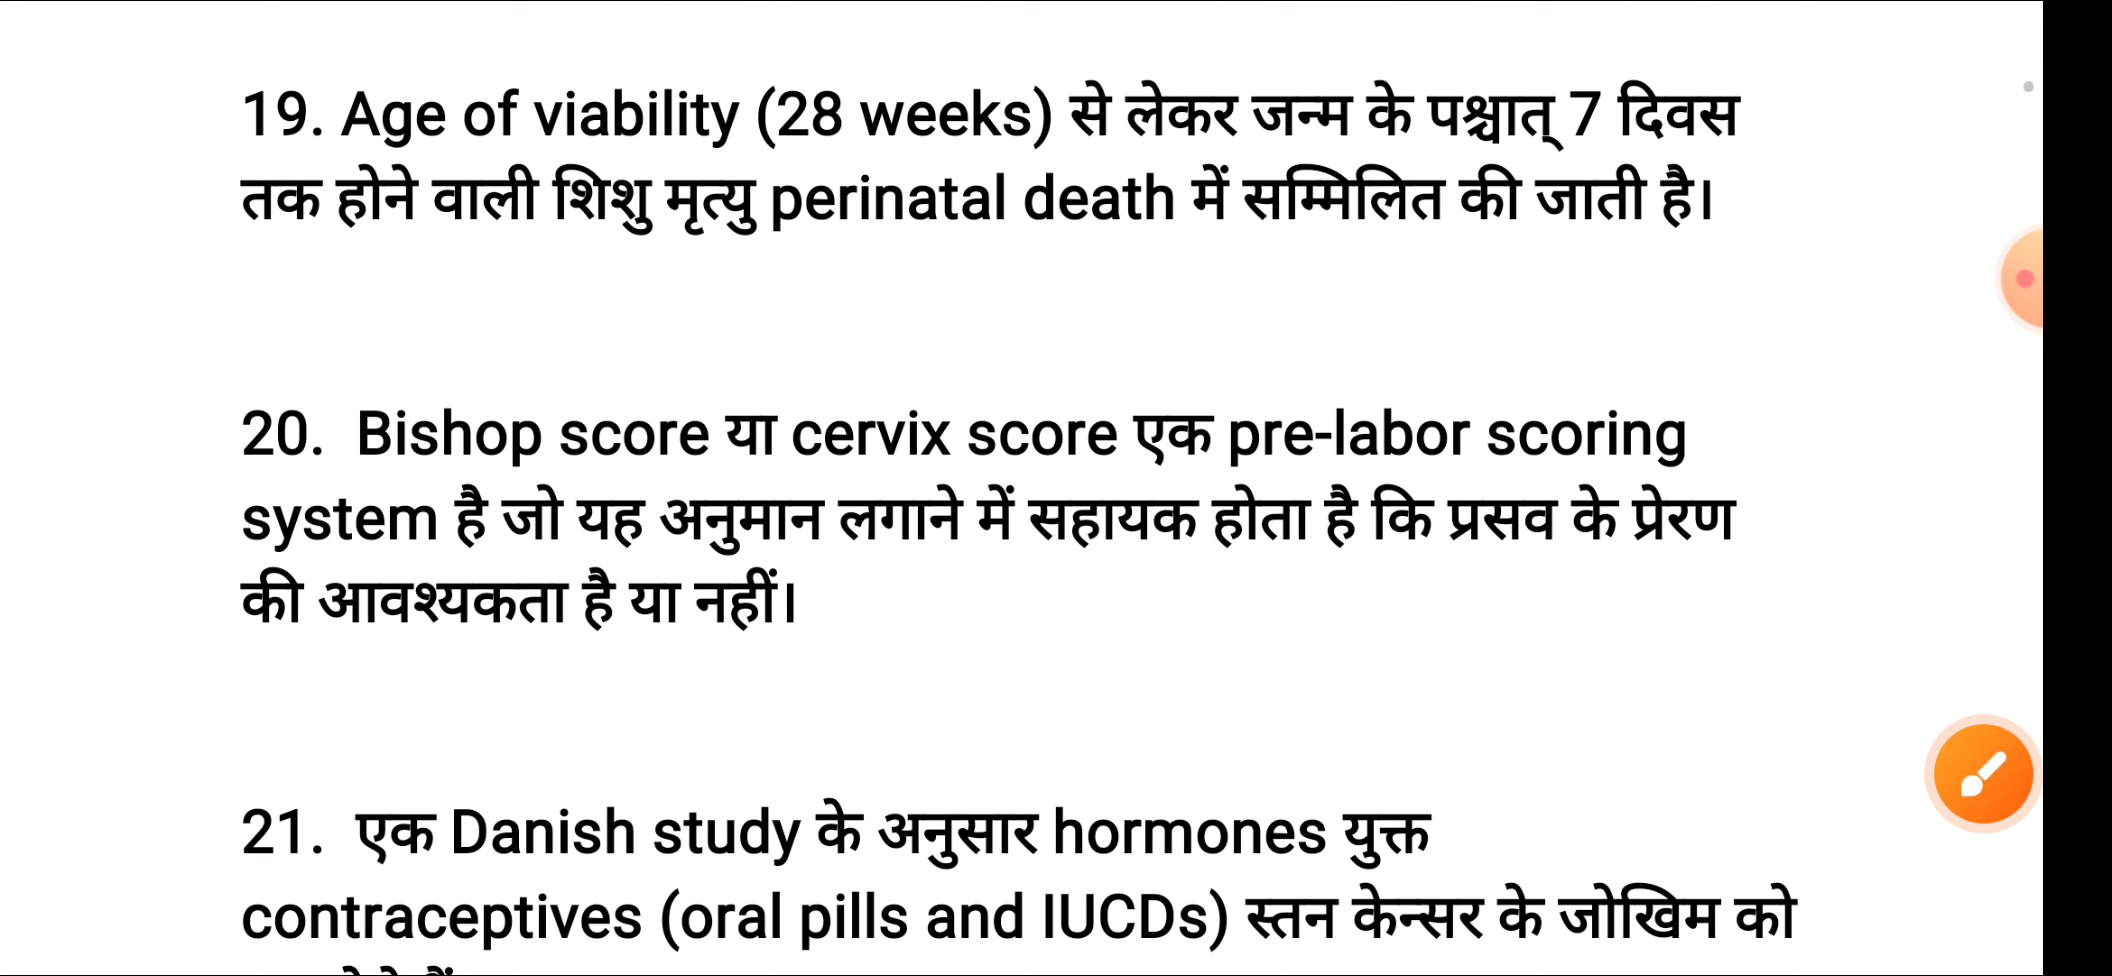 19. Age of viability (28 weeks) से लेकर जन्म के पश्चात् 7 दिवस
तक होने वाली शिशु मृत्यु perinatal death में सम्मिलित की जाती है।
20. Bishop score या cervix score एक pre-labor scoring
system है जो यह अनुमान लगाने में सहायक होता है कि प्रसव के प्रेरण
की आवश्यकता है या नहीं।
21. एक Danish study के अनुसार hormones युक्त
contraceptives (oral pills and IUCDs) स्तन केन्सर के जोखिम को